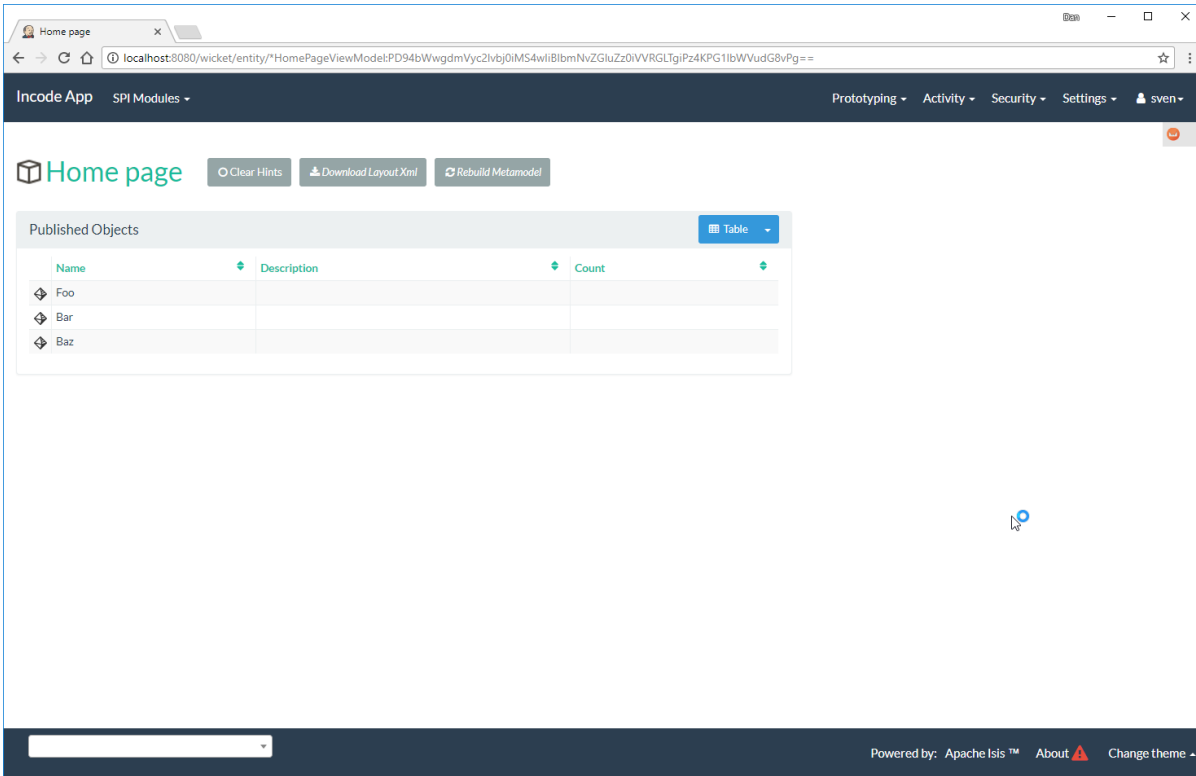 Dan
Home page
localhost:8080/wicket/entity/*HomePageViewModel:PD94bWwgdmVyc2lvbj0iMS4wIiBlbmNvZGluZz0iVVRGLTgiPz4KPG1lbWVudG8vPg==
Incode App SPI Modules Prototyping Activity Security Settings sven
Home page Clear Hints Download Layout Xml Rebuild Metamodel
Published Objects Table
Name Description Count
Foo
Bar
Baz
Powered by: Apache Isis ™ About Change theme